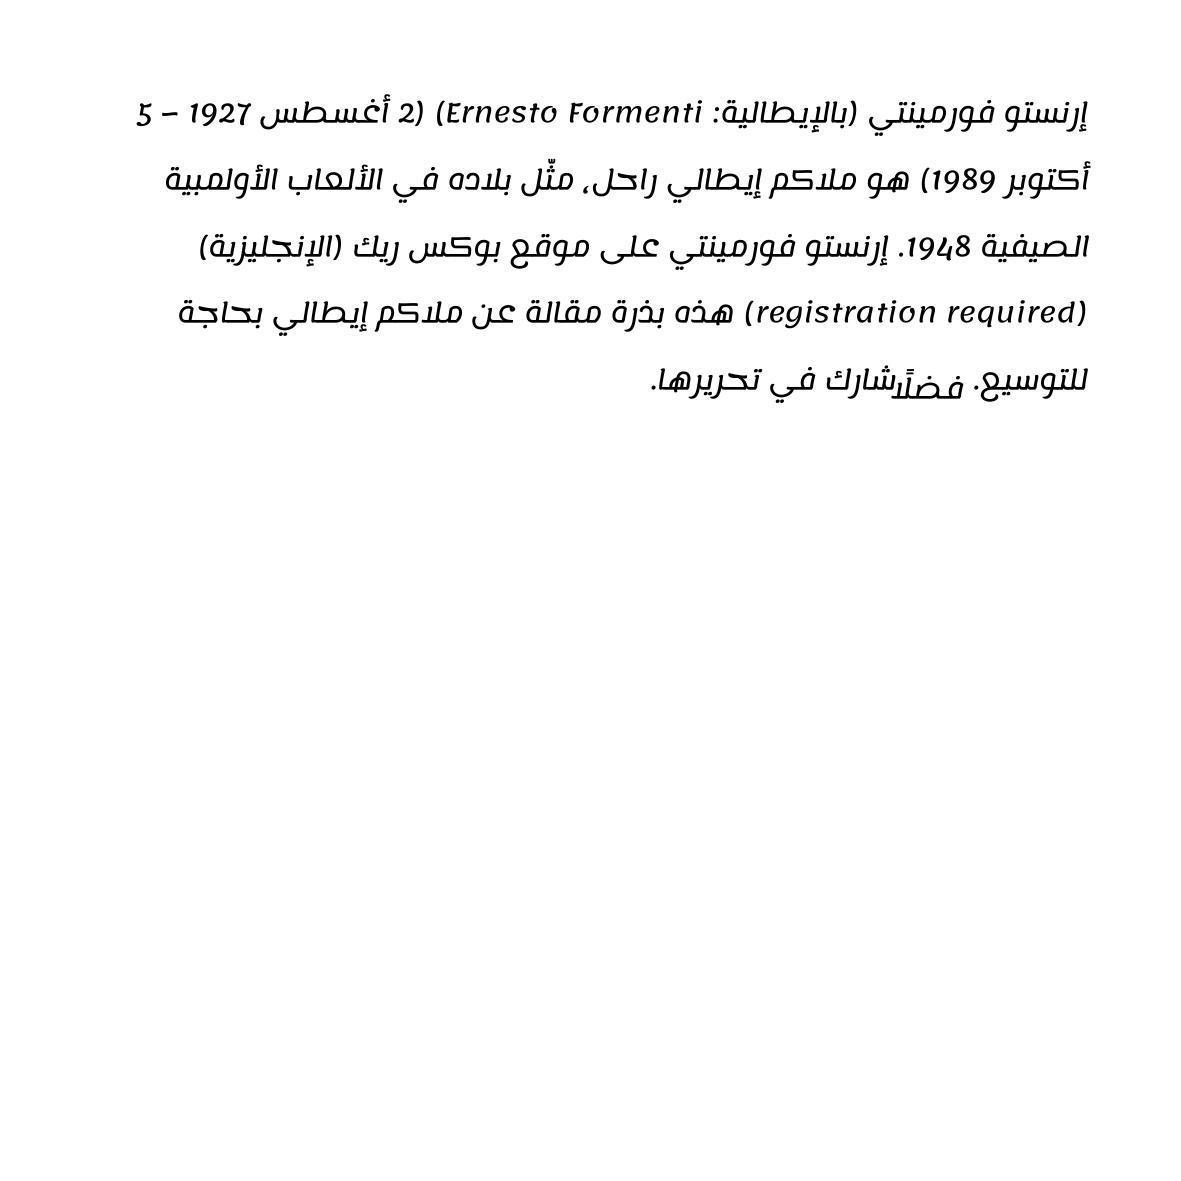 إرنستو فورمينتي (بالإيطالية: Ernesto Formenti) (2 أغسطس 1927 – 5
أكتوبر 1989) هو ملاكم إيطالي راحل، مثّل بلاده في الألعاب الأولمبية
الصيفية 1948. إرنستو فورمينتي على موقع بوكس ريك (الإنجليزية)
(registration required) هذه بذرة مقالة عن ملاكم إيطالي بحاجة
للتوسيع. فضلًاشارك في تحريرها.